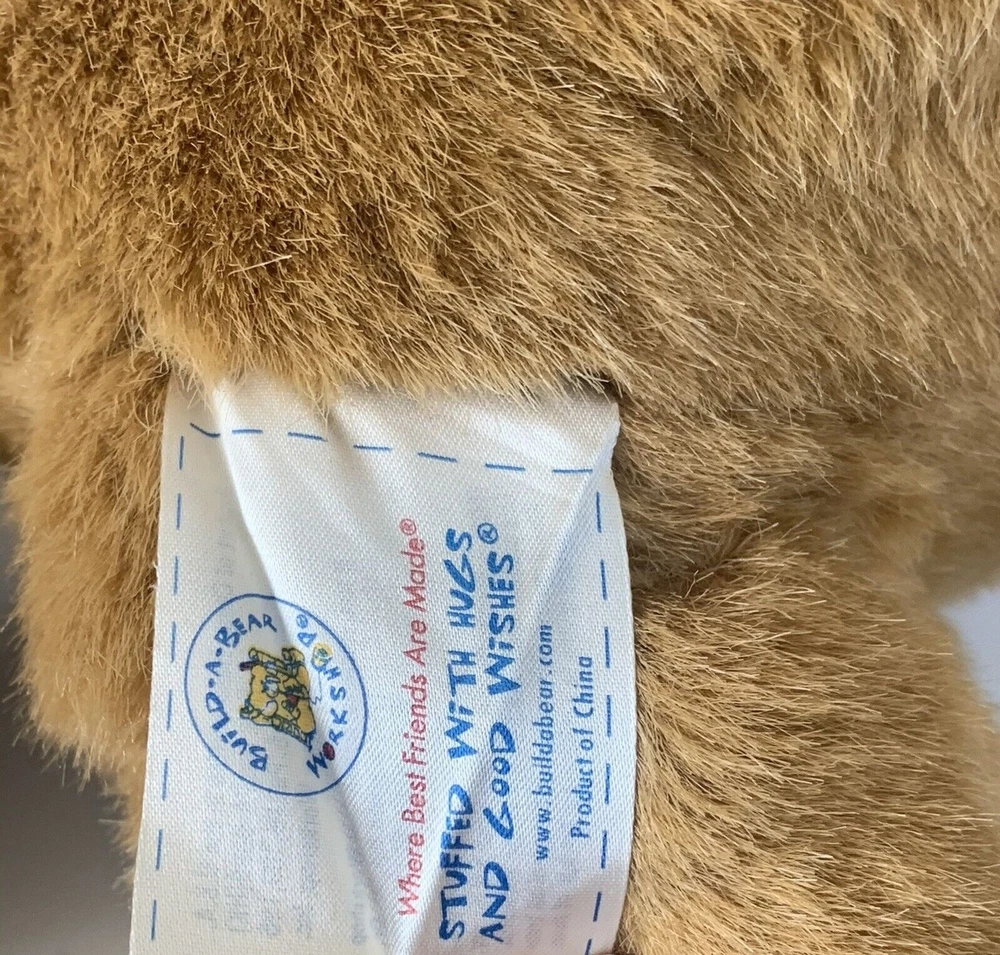 BUILD-A-BEAR
WORKSHOP®
Where Best Friends Are Made®
STUFFED WITH HUGS
AND GOOD WISHES®
www.buildabear.com
Product of China